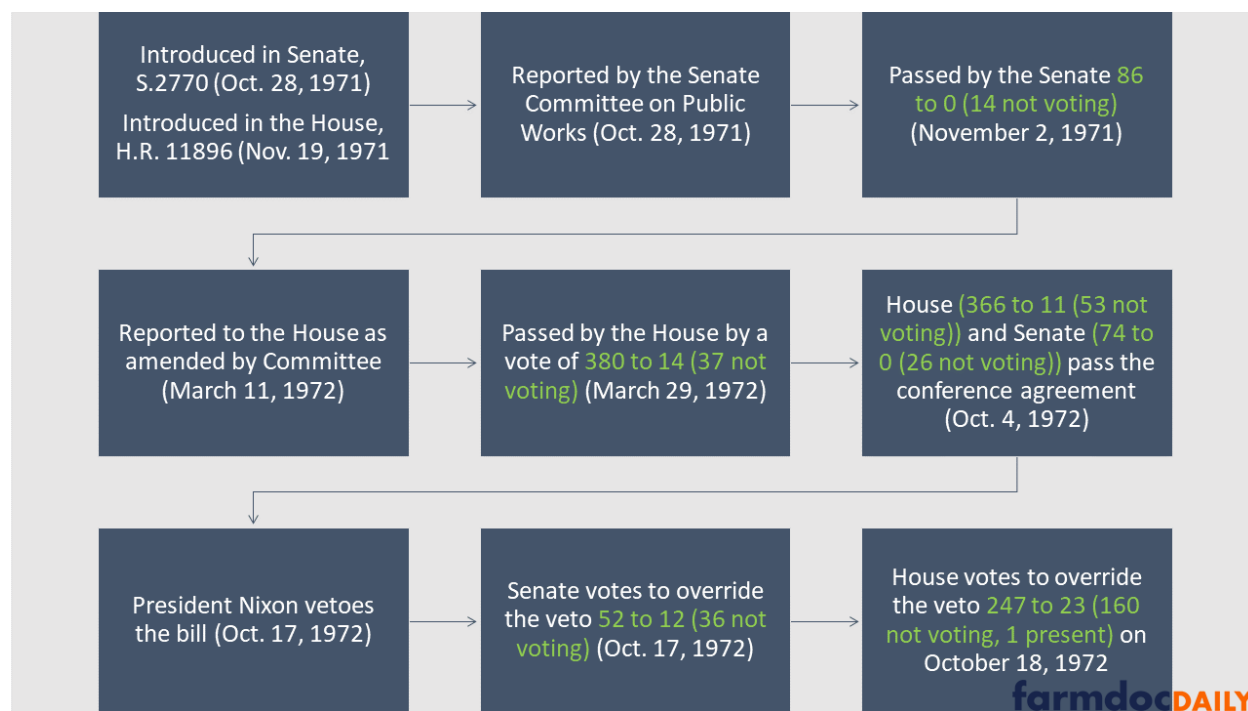 Introduced in Senate,
S.2770 (Oct. 28, 1971)
Introduced in the House,
H.R. 11896 (Nov. 19, 1971
Reported by the Senate
Committee on Public
Works (Oct. 28, 1971)
Passed by the Senate 86
to 0 (14 not voting)
(November 2, 1971)
Reported to the House as
amended by Committee
(March 11, 1972)
Passed by the House by a
vote of 380 to 14 (37 not
voting) (March 29, 1972)
House (366 to 11 (53 not
voting)) and Senate (74 to
0 (26 not voting)) pass the
conference agreement
(Oct. 4, 1972)
President Nixon vetoes
the bill (Oct. 17, 1972)
Senate votes to override
the veto 52 to 12 (36 not
voting) (Oct. 17, 1972)
House votes to override
the veto 247 to 23 (160
not voting, 1 present) on
October 18, 1972
farmdocDAILY